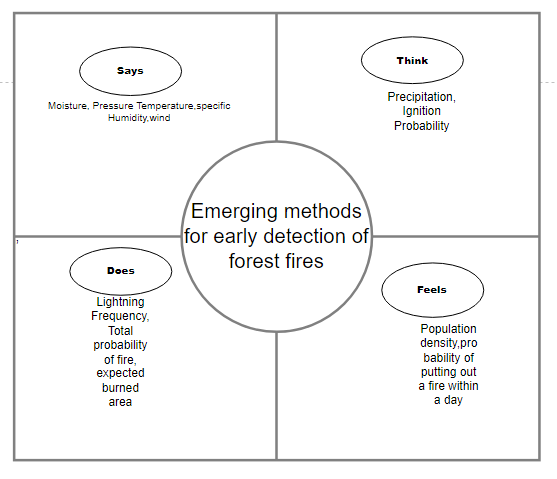 Says
Moisture, Pressure Temperature,specific
Humidity,wind
Think
Precipitation,
Ignition
Probability
Emerging methods
for early detection of
forest fires
Does
Lightning
Frequency,
Total
probability
of fire,
expected
burned
area
Feels
Population
density,pro
bability of
putting out
a fire within
a day